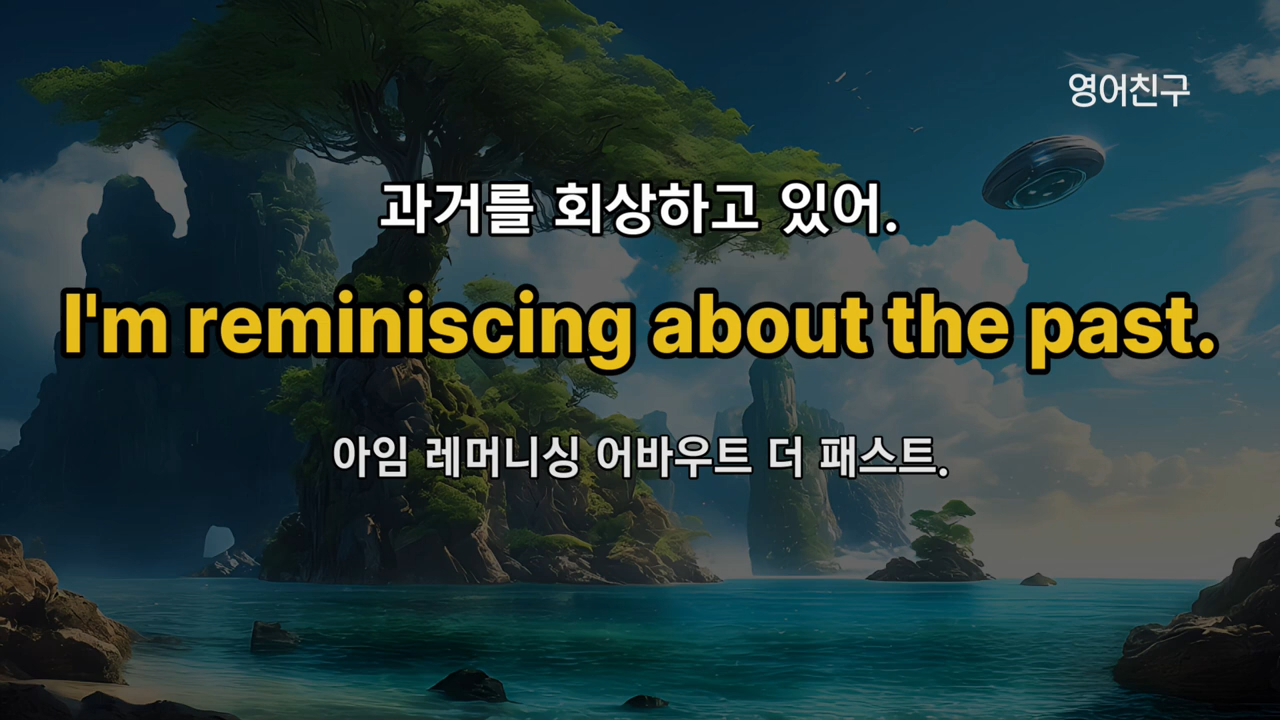 영어친구
과거를 회상하고 있어.
I'm reminiscing about the past.
아임 레머니싱 어바우트 더 패스트.